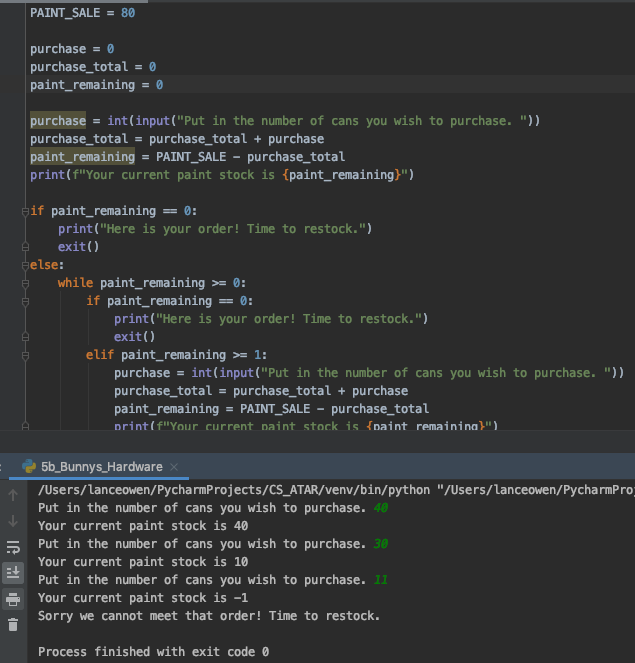 PAINT_SALE = 80
purchase = 0
purchase_total = 0
paint_remaining = 0
purchase = int(input("Put in the number of cans you wish to purchase. "))
purchase_total = purchase_total + purchase
paint_remaining = PAINT_SALE - purchase_total
print(f"Your current paint stock is {paint_remaining}")
if paint_remaining == 0:
    print("Here is your order! Time to restock.")
    exit()
else:
    while paint_remaining >= 0:
        if paint_remaining == 0:
            print("Here is your order! Time to restock.")
            exit()
        elif paint_remaining >= 1:
            purchase = int(input("Put in the number of cans you wish to purchase. "))
            purchase_total = purchase_total + purchase
            paint_remaining = PAINT_SALE - purchase_total
            print(f"Your current paint stock is {paint_remaining}")
5b_Bunnys_Hardware ×
/Users/lanceowen/PycharmProjects/CS_ATAR/venv/bin/python "/Users/lanceowen/PycharmPro
Put in the number of cans you wish to purchase. 40
Your current paint stock is 40
Put in the number of cans you wish to purchase. 30
Your current paint stock is 10
Put in the number of cans you wish to purchase. 11
Your current paint stock is -1
Sorry we cannot meet that order! Time to restock.
Process finished with exit code 0